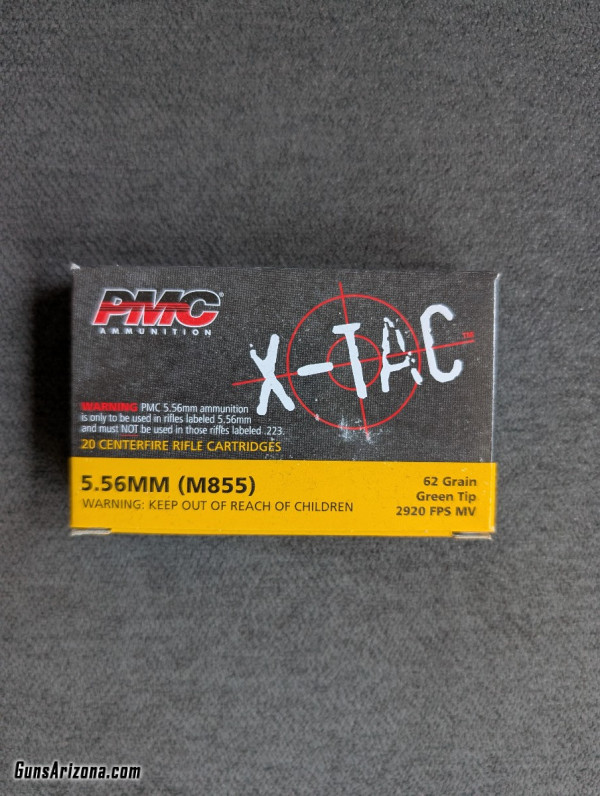 PMC®
AMMUNITION
X-TAC™
WARNING PMC 5.56mm ammunition
is only to be used in rifles labeled 5.56mm
and must NOT be used in those rifles labeled .223.
20 CENTERFIRE RIFLE CARTRIDGES
5.56MM (M855)
WARNING: KEEP OUT OF REACH OF CHILDREN
62 Grain
Green Tip
2920 FPS MV
GunsArizona.com